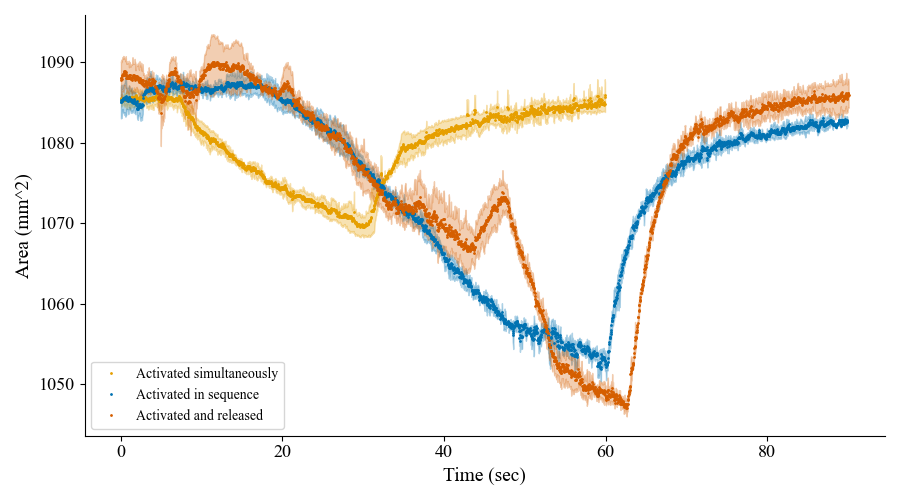 1090
1080
1070
1060
1050
Area (mm^2)
Activated simultaneously
Activated in sequence
Activated and released
0 20 40 60 80
Time (sec)